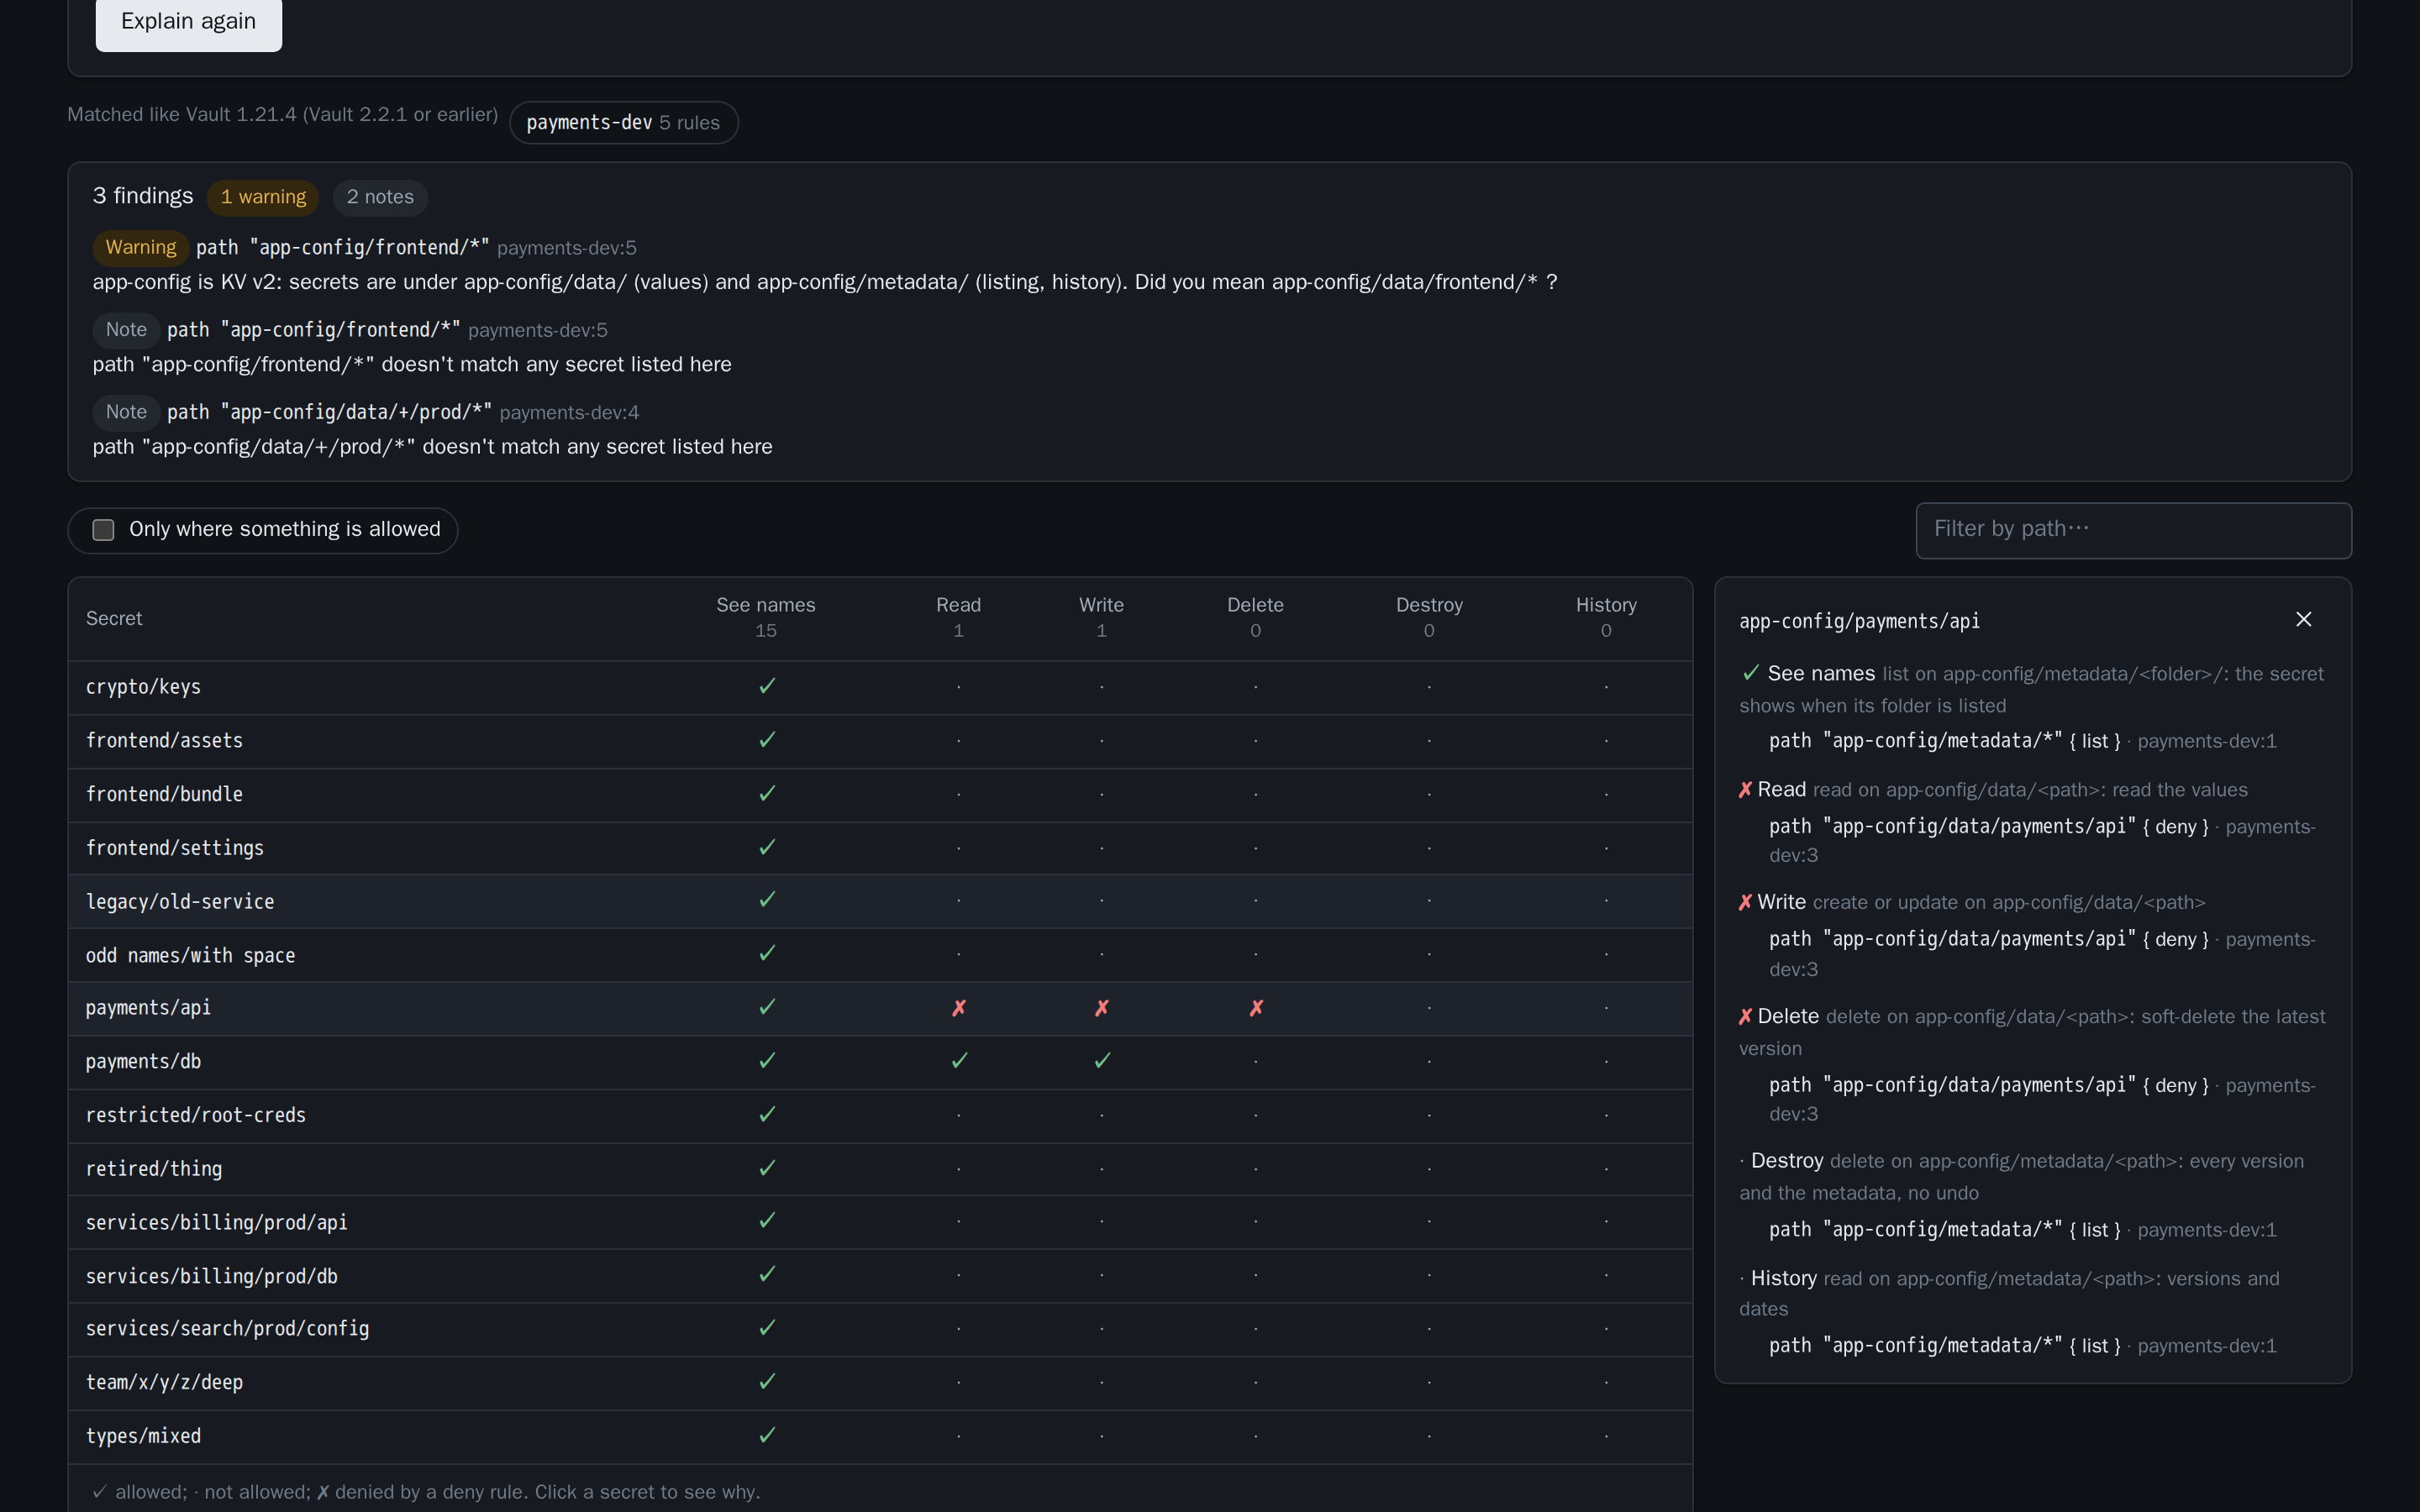 Explain again
Matched like Vault 1.21.4 (Vault 2.2.1 or earlier) payments-dev 5 rules
3 findings 1 warning 2 notes
Warning path "app-config/frontend/*" payments-dev:5
app-config is KV v2: secrets are under app-config/data/ (values) and app-config/metadata/ (listing, history). Did you mean app-config/data/frontend/* ?
Note path "app-config/frontend/*" payments-dev:5
path "app-config/frontend/*" doesn't match any secret listed here
Note path "app-config/data/+/prod/*" payments-dev:4
path "app-config/data/+/prod/*" doesn't match any secret listed here
Only where something is allowed
Filter by path…
Secret See names Read Write Delete Destroy History
15 1 1 0 0 0
crypto/keys ✓ · · · · ·
frontend/assets ✓ · · · · ·
frontend/bundle ✓ · · · · ·
frontend/settings ✓ · · · · ·
legacy/old-service ✓ · · · · ·
odd names/with space ✓ · · · · ·
payments/api ✓ ✗ ✗ ✗ · ·
payments/db ✓ ✓ ✓ · · ·
restricted/root-creds ✓ · · · · ·
retired/thing ✓ · · · · ·
services/billing/prod/api ✓ · · · · ·
services/billing/prod/db ✓ · · · · ·
services/search/prod/config ✓ · · · · ·
team/x/y/z/deep ✓ · · · · ·
types/mixed ✓ · · · · ·
✓ allowed; · not allowed; ✗ denied by a deny rule. Click a secret to see why.
app-config/payments/api
✓ See names list on app-config/metadata/<folder>/: the secret
shows when its folder is listed
path "app-config/metadata/*" { list } · payments-dev:1
✗ Read read on app-config/data/<path>: read the values
path "app-config/data/payments/api" { deny } · payments-
dev:3
✗ Write create or update on app-config/data/<path>
path "app-config/data/payments/api" { deny } · payments-
dev:3
✗ Delete delete on app-config/data/<path>: soft-delete the latest
version
path "app-config/data/payments/api" { deny } · payments-
dev:3
· Destroy delete on app-config/metadata/<path>: every version
and the metadata, no undo
path "app-config/metadata/*" { list } · payments-dev:1
· History read on app-config/metadata/<path>: versions and
dates
path "app-config/metadata/*" { list } · payments-dev:1